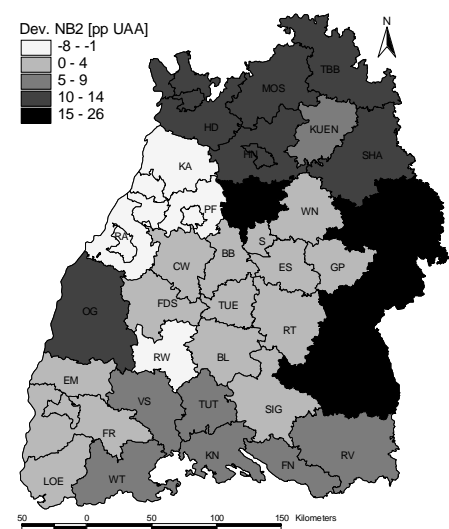 Dev. NB2 [pp UAA]
-8 - -1
0 - 4
5 - 9
10 - 14
15 - 26
N
TBB
MOS
KUEN
HD
HN
SHA
KA
PF
WN
RA
S
BB
CW
ES
GP
OG
FDS
TUE
RT
RW
BL
EM
VS
TUT
SIG
FR
KN
FN
RV
LOE
WT
50 0 50 100 150 Kilometers